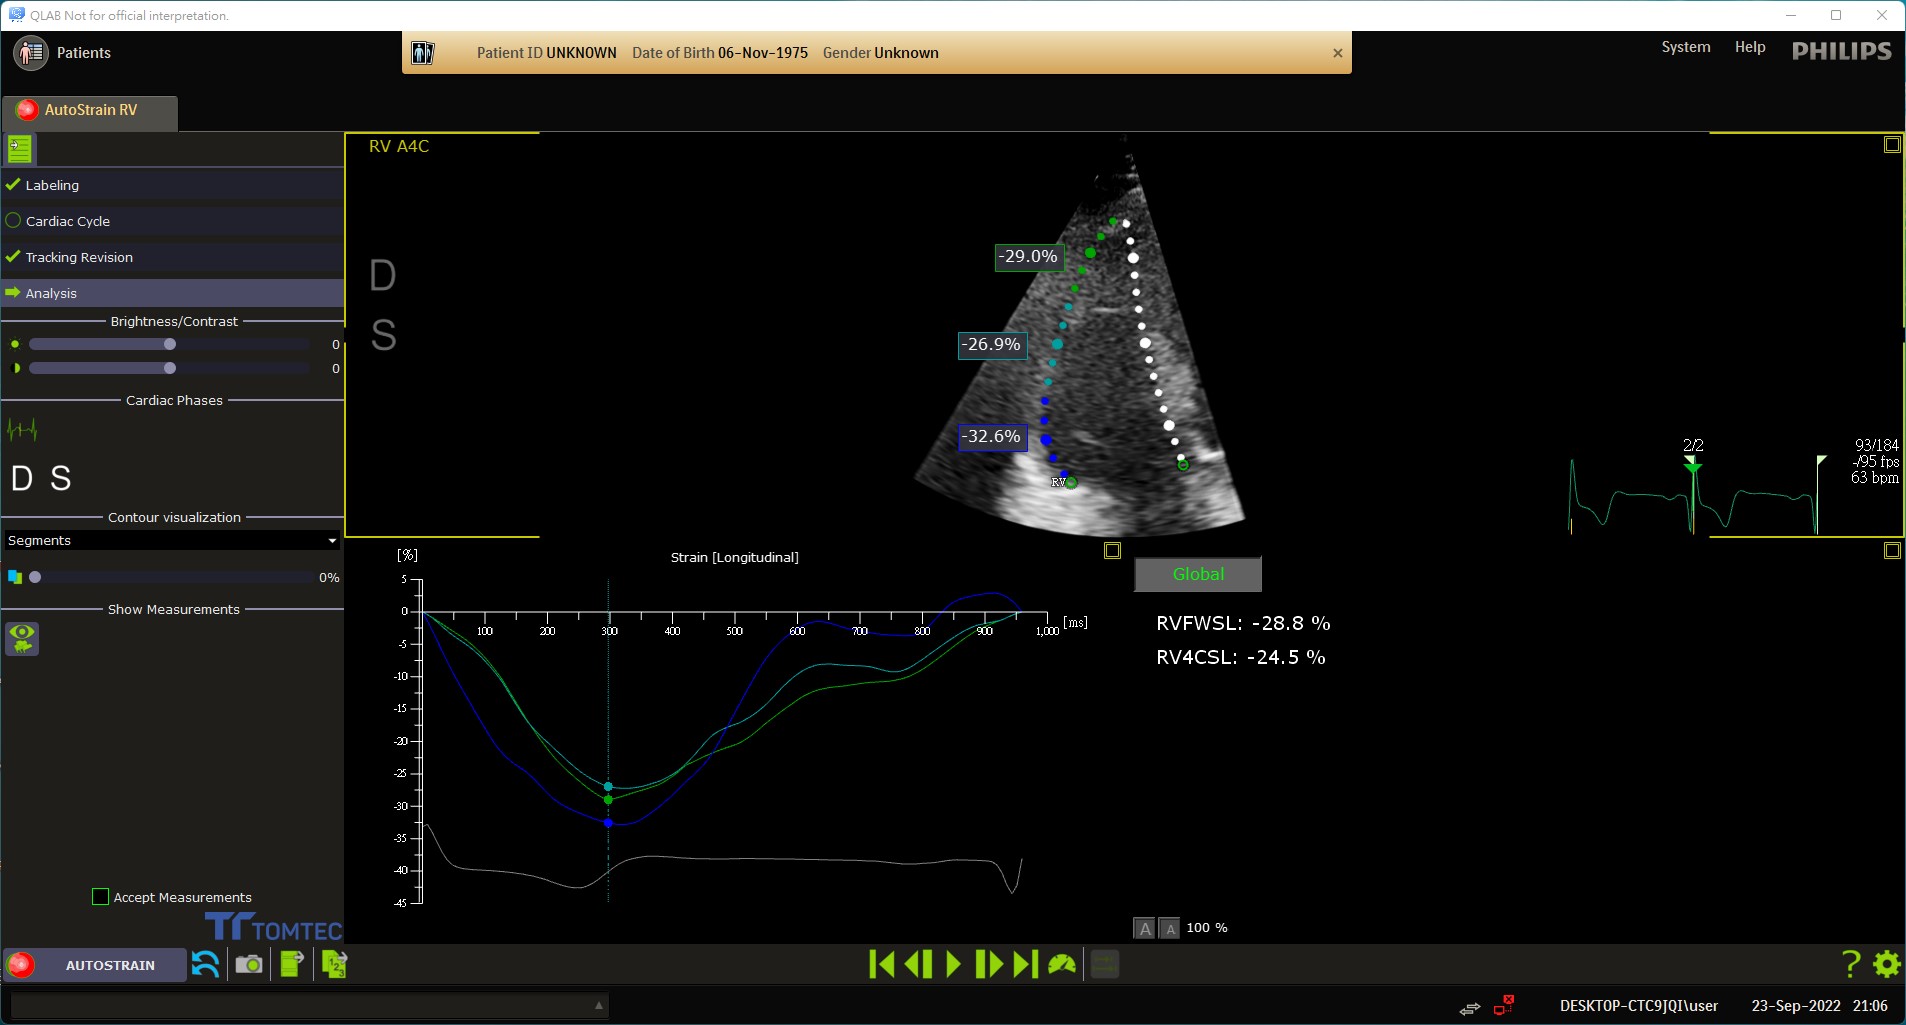 QLAB Not for official interpretation.
Patients
Patient ID UNKNOWN Date of Birth 06-Nov-1975 Gender Unknown
System Help PHILIPS
AutoStrain RV
Labeling
Cardiac Cycle
Tracking Revision
Analysis
Brightness/Contrast
0
0
Cardiac Phases
D S
Contour visualization
Segments
0%
Show Measurements
Accept Measurements
TOMTEC
RV A4C
D
S
-29.0%
-26.9%
-32.6%
RV
2/2
93/184
-/95 fps
63 bpm
[%]
Strain [Longitudinal]
5
0
-5
-10
-15
-20
-25
-30
-35
-40
-45
100 200 300 400 500 600 700 800 900 1,000 [ms]
Global
RVFWSL: -28.8 %
RV4CSL: -24.5 %
A A 100 %
AUTOSTRAIN
1 2 3
?
DESKTOP-CTC9JQI\user 23-Sep-2022 21:06